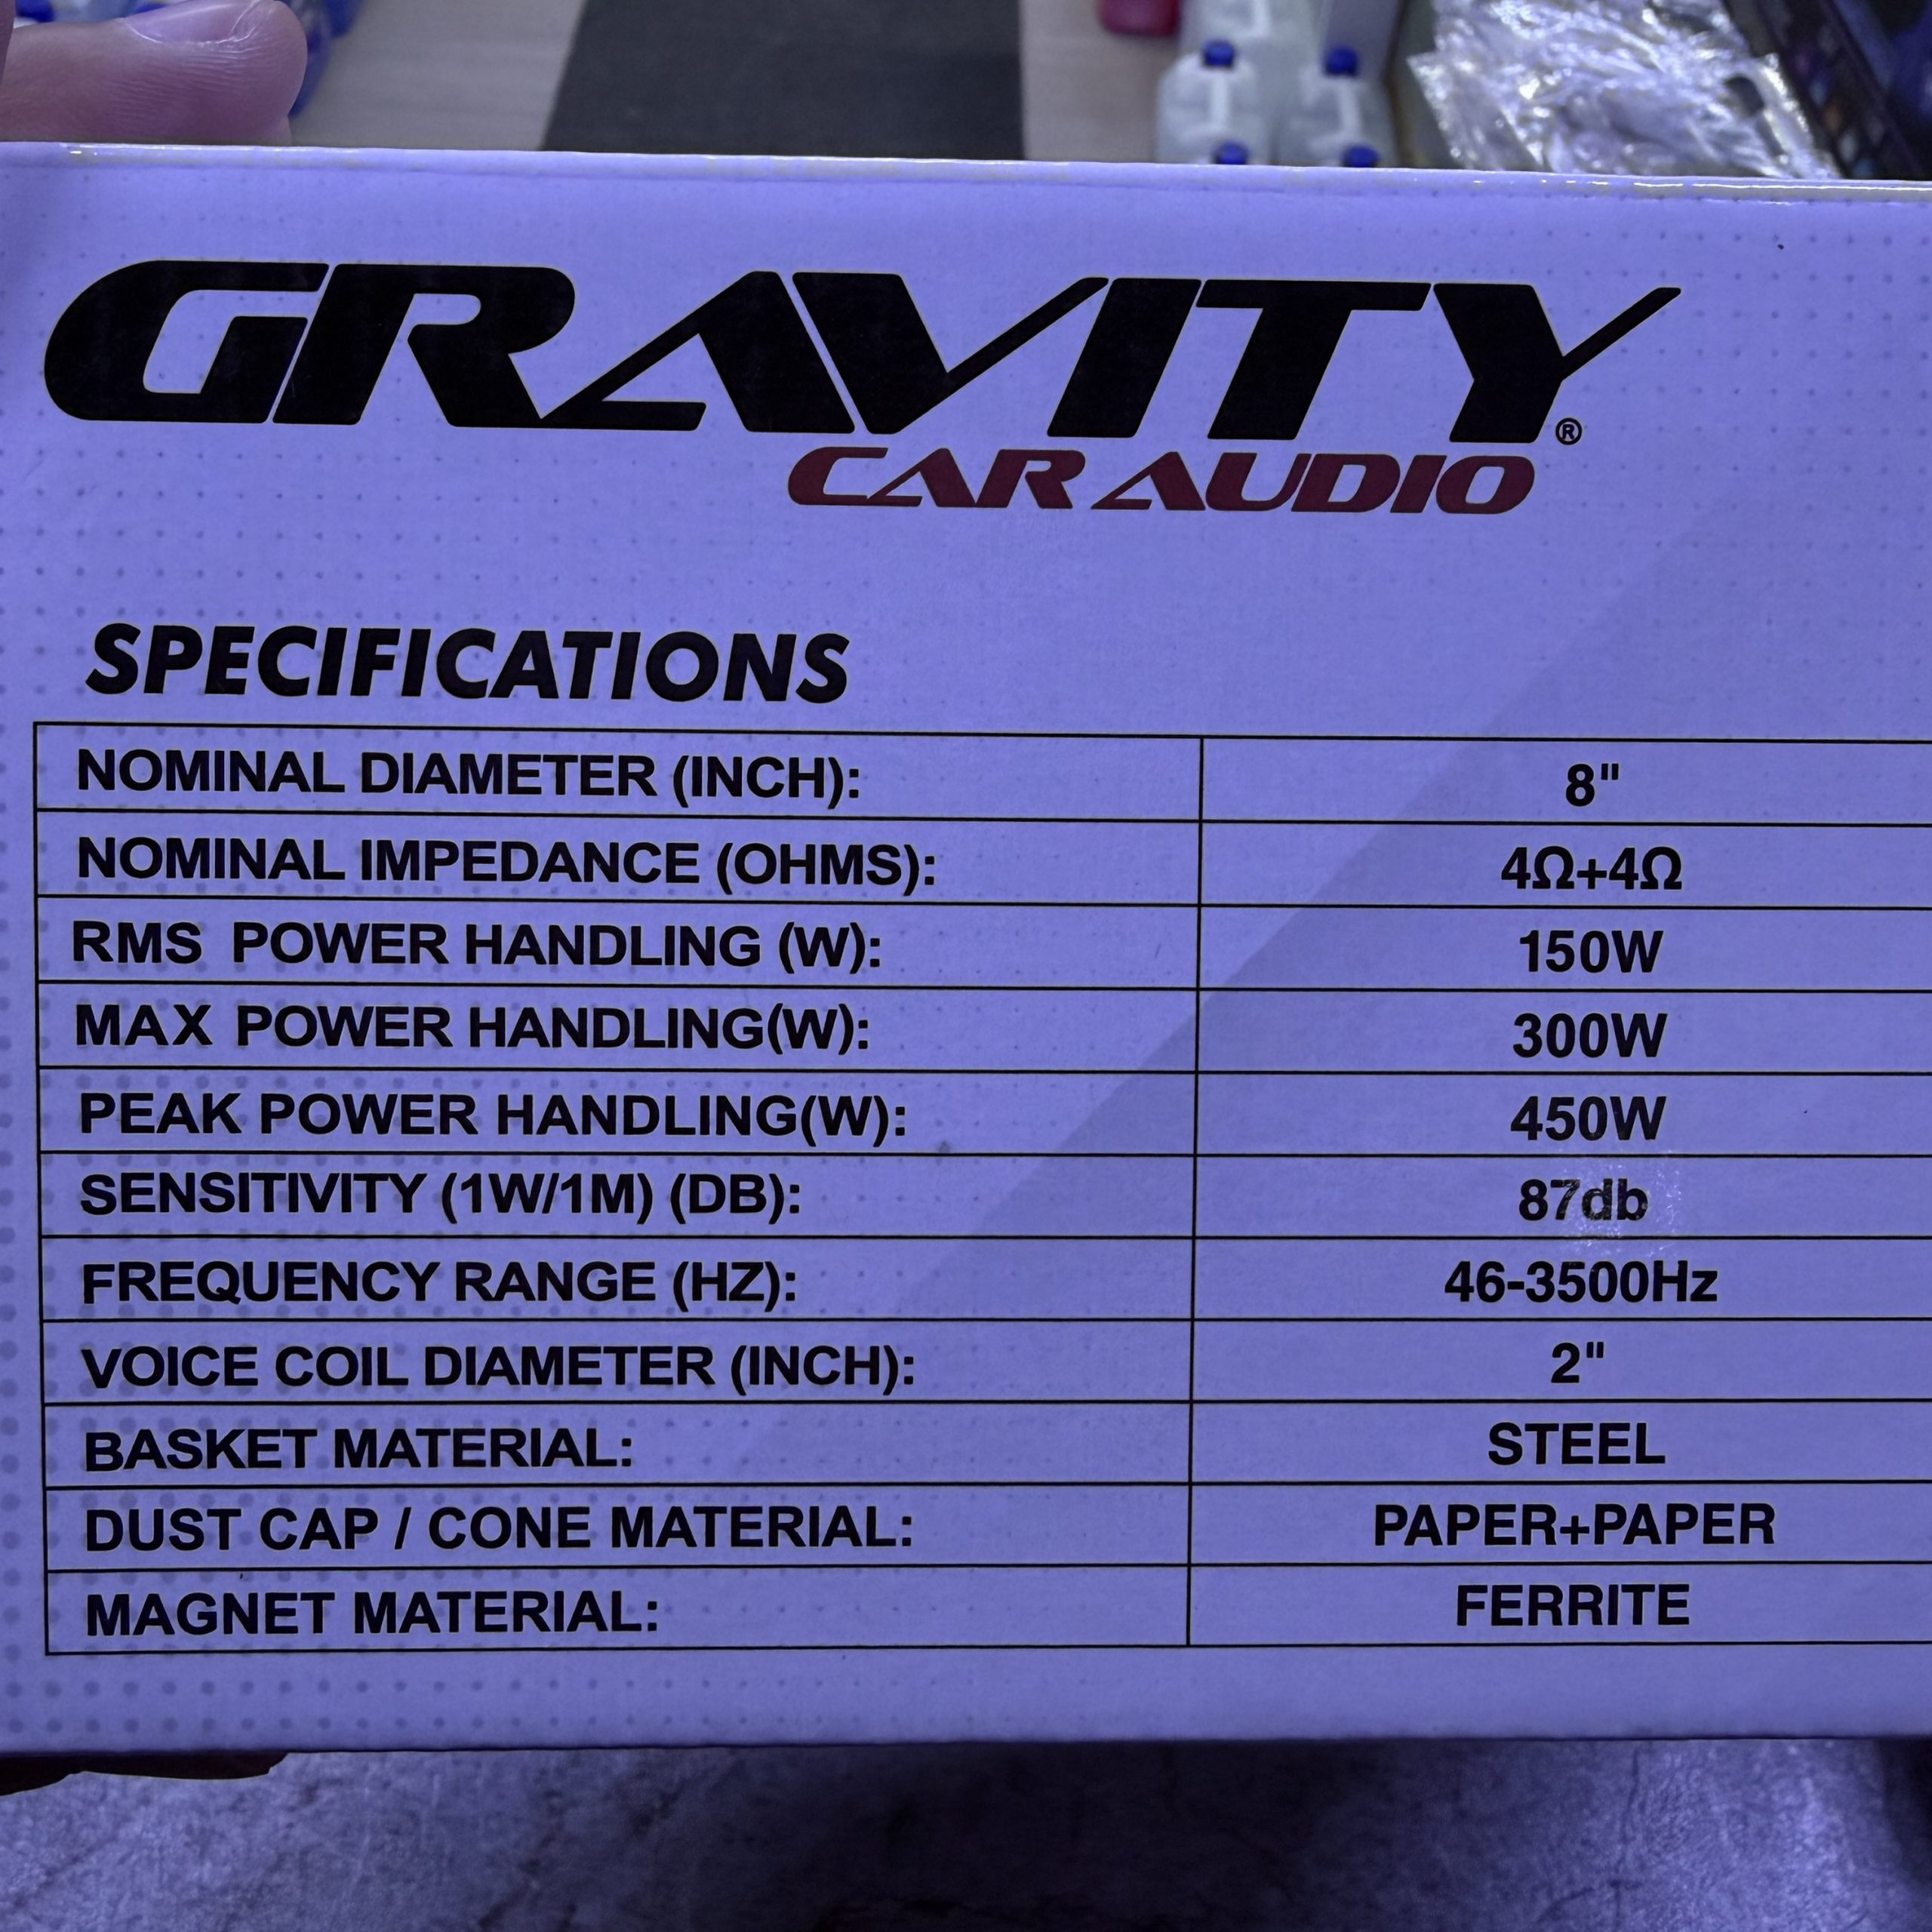 GRAVITY®
CAR AUDIO
SPECIFICATIONS
NOMINAL DIAMETER (INCH): 8"
NOMINAL IMPEDANCE (OHMS): 4Ω+4Ω
RMS POWER HANDLING (W): 150W
MAX POWER HANDLING(W): 300W
PEAK POWER HANDLING(W): 450W
SENSITIVITY (1W/1M) (DB): 87db
FREQUENCY RANGE (HZ): 46-3500Hz
VOICE COIL DIAMETER (INCH): 2"
BASKET MATERIAL: STEEL
DUST CAP / CONE MATERIAL: PAPER+PAPER
MAGNET MATERIAL: FERRITE